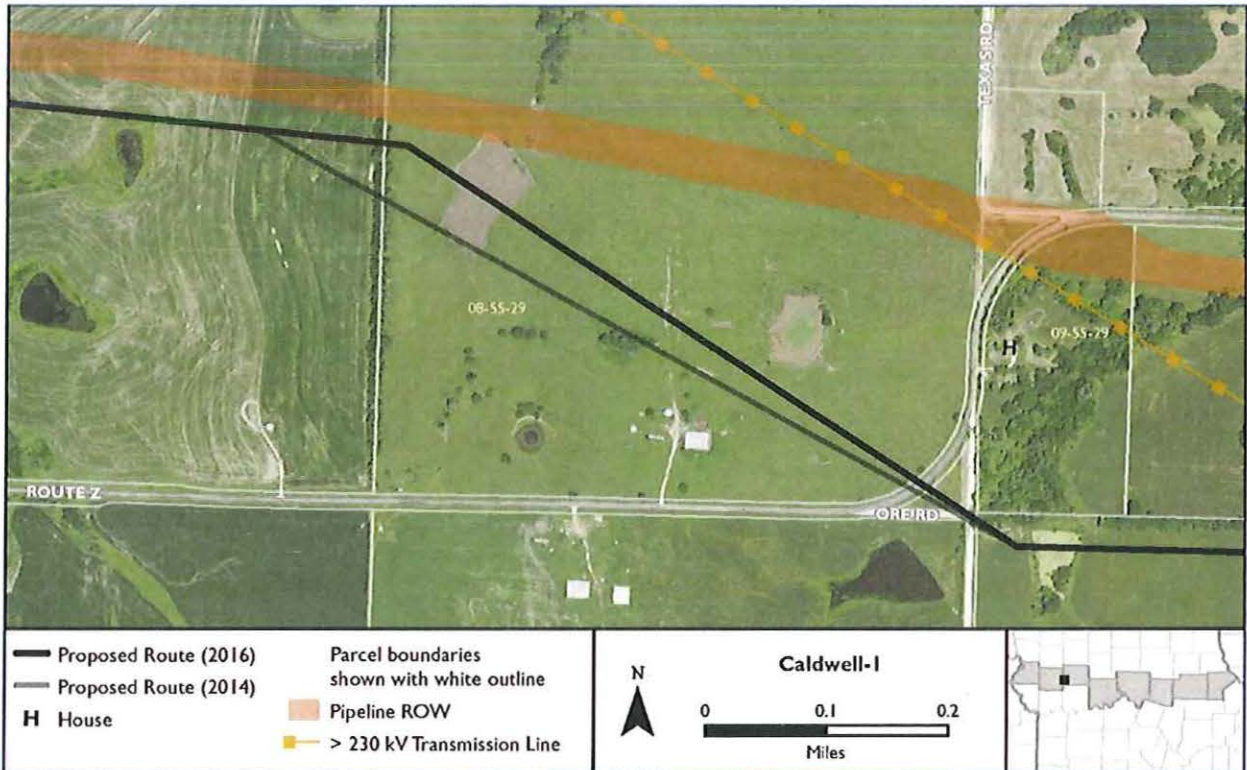 TEXAS RD
08-55-29
09-55-29
H
ROUTE Z
ORE RD
Proposed Route (2016)
Proposed Route (2014)
H House
Parcel boundaries
shown with white outline
Pipeline ROW
> 230 kV Transmission Line
N
Caldwell-1
0 0.1 0.2
Miles